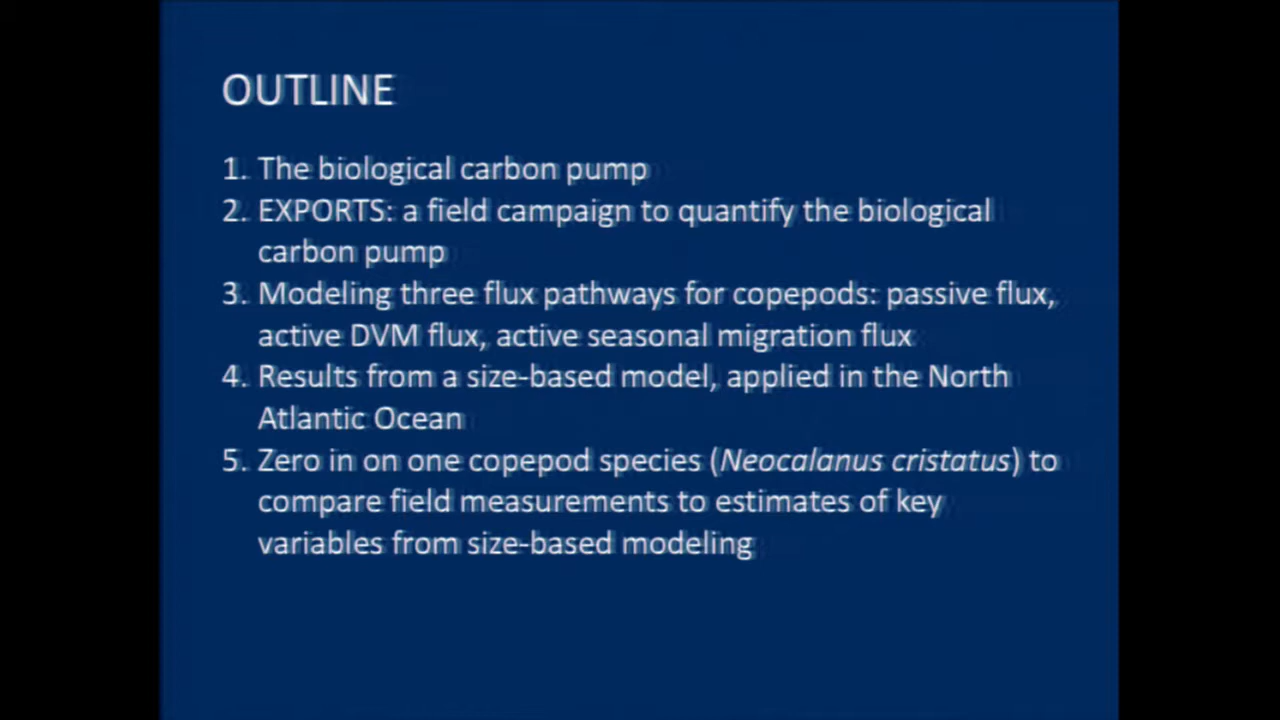 OUTLINE
1. The biological carbon pump
2. EXPORTS: a field campaign to quantify the biological
carbon pump
3. Modeling three flux pathways for copepods: passive flux,
active DVM flux, active seasonal migration flux
4. Results from a size-based model, applied in the North
Atlantic Ocean
5. Zero in on one copepod species (Neocalanus cristatus) to
compare field measurements to estimates of key
variables from size-based modeling